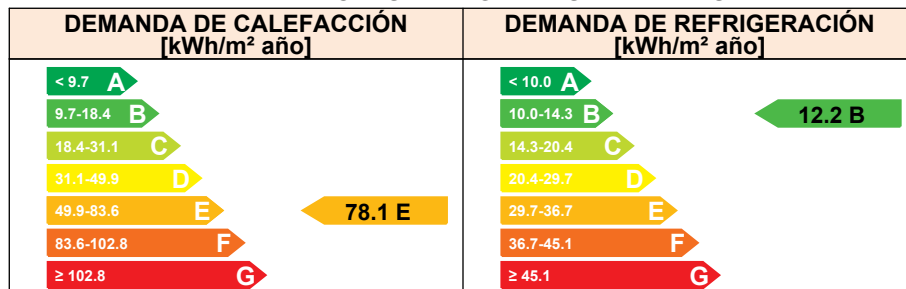 DEMANDA DE CALEFACCIÓN
[kWh/m² año]
< 9.7 A
9.7-18.4 B
18.4-31.1 C
31.1-49.9 D
49.9-83.6 E
78.1 E
83.6-102.8 F
≥ 102.8 G
DEMANDA DE REFRIGERACIÓN
[kWh/m² año]
< 10.0 A
10.0-14.3 B
12.2 B
14.3-20.4 C
20.4-29.7 D
29.7-36.7 E
36.7-45.1 F
≥ 45.1 G